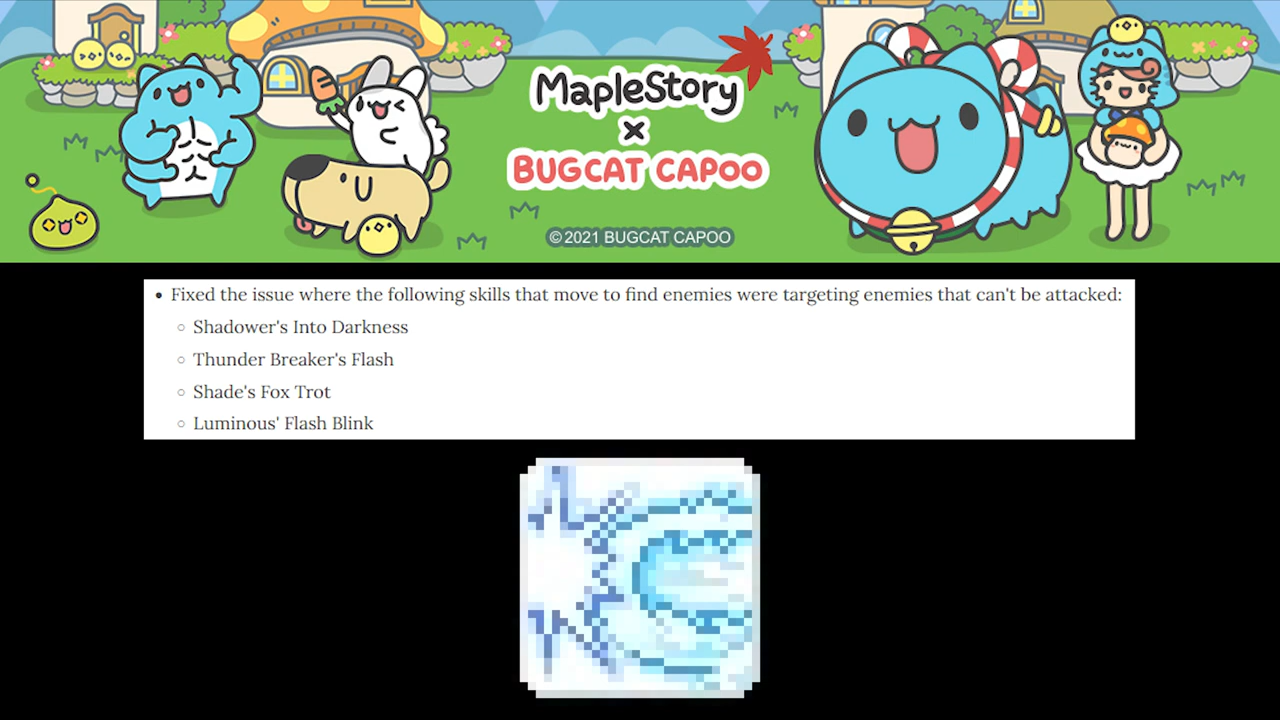 MapleStory
×
BUGCAT CAPOO
©2021 BUGCAT CAPOO
• Fixed the issue where the following skills that move to find enemies were targeting enemies that can't be attacked:
○ Shadower's Into Darkness
○ Thunder Breaker's Flash
○ Shade's Fox Trot
○ Luminous' Flash Blink